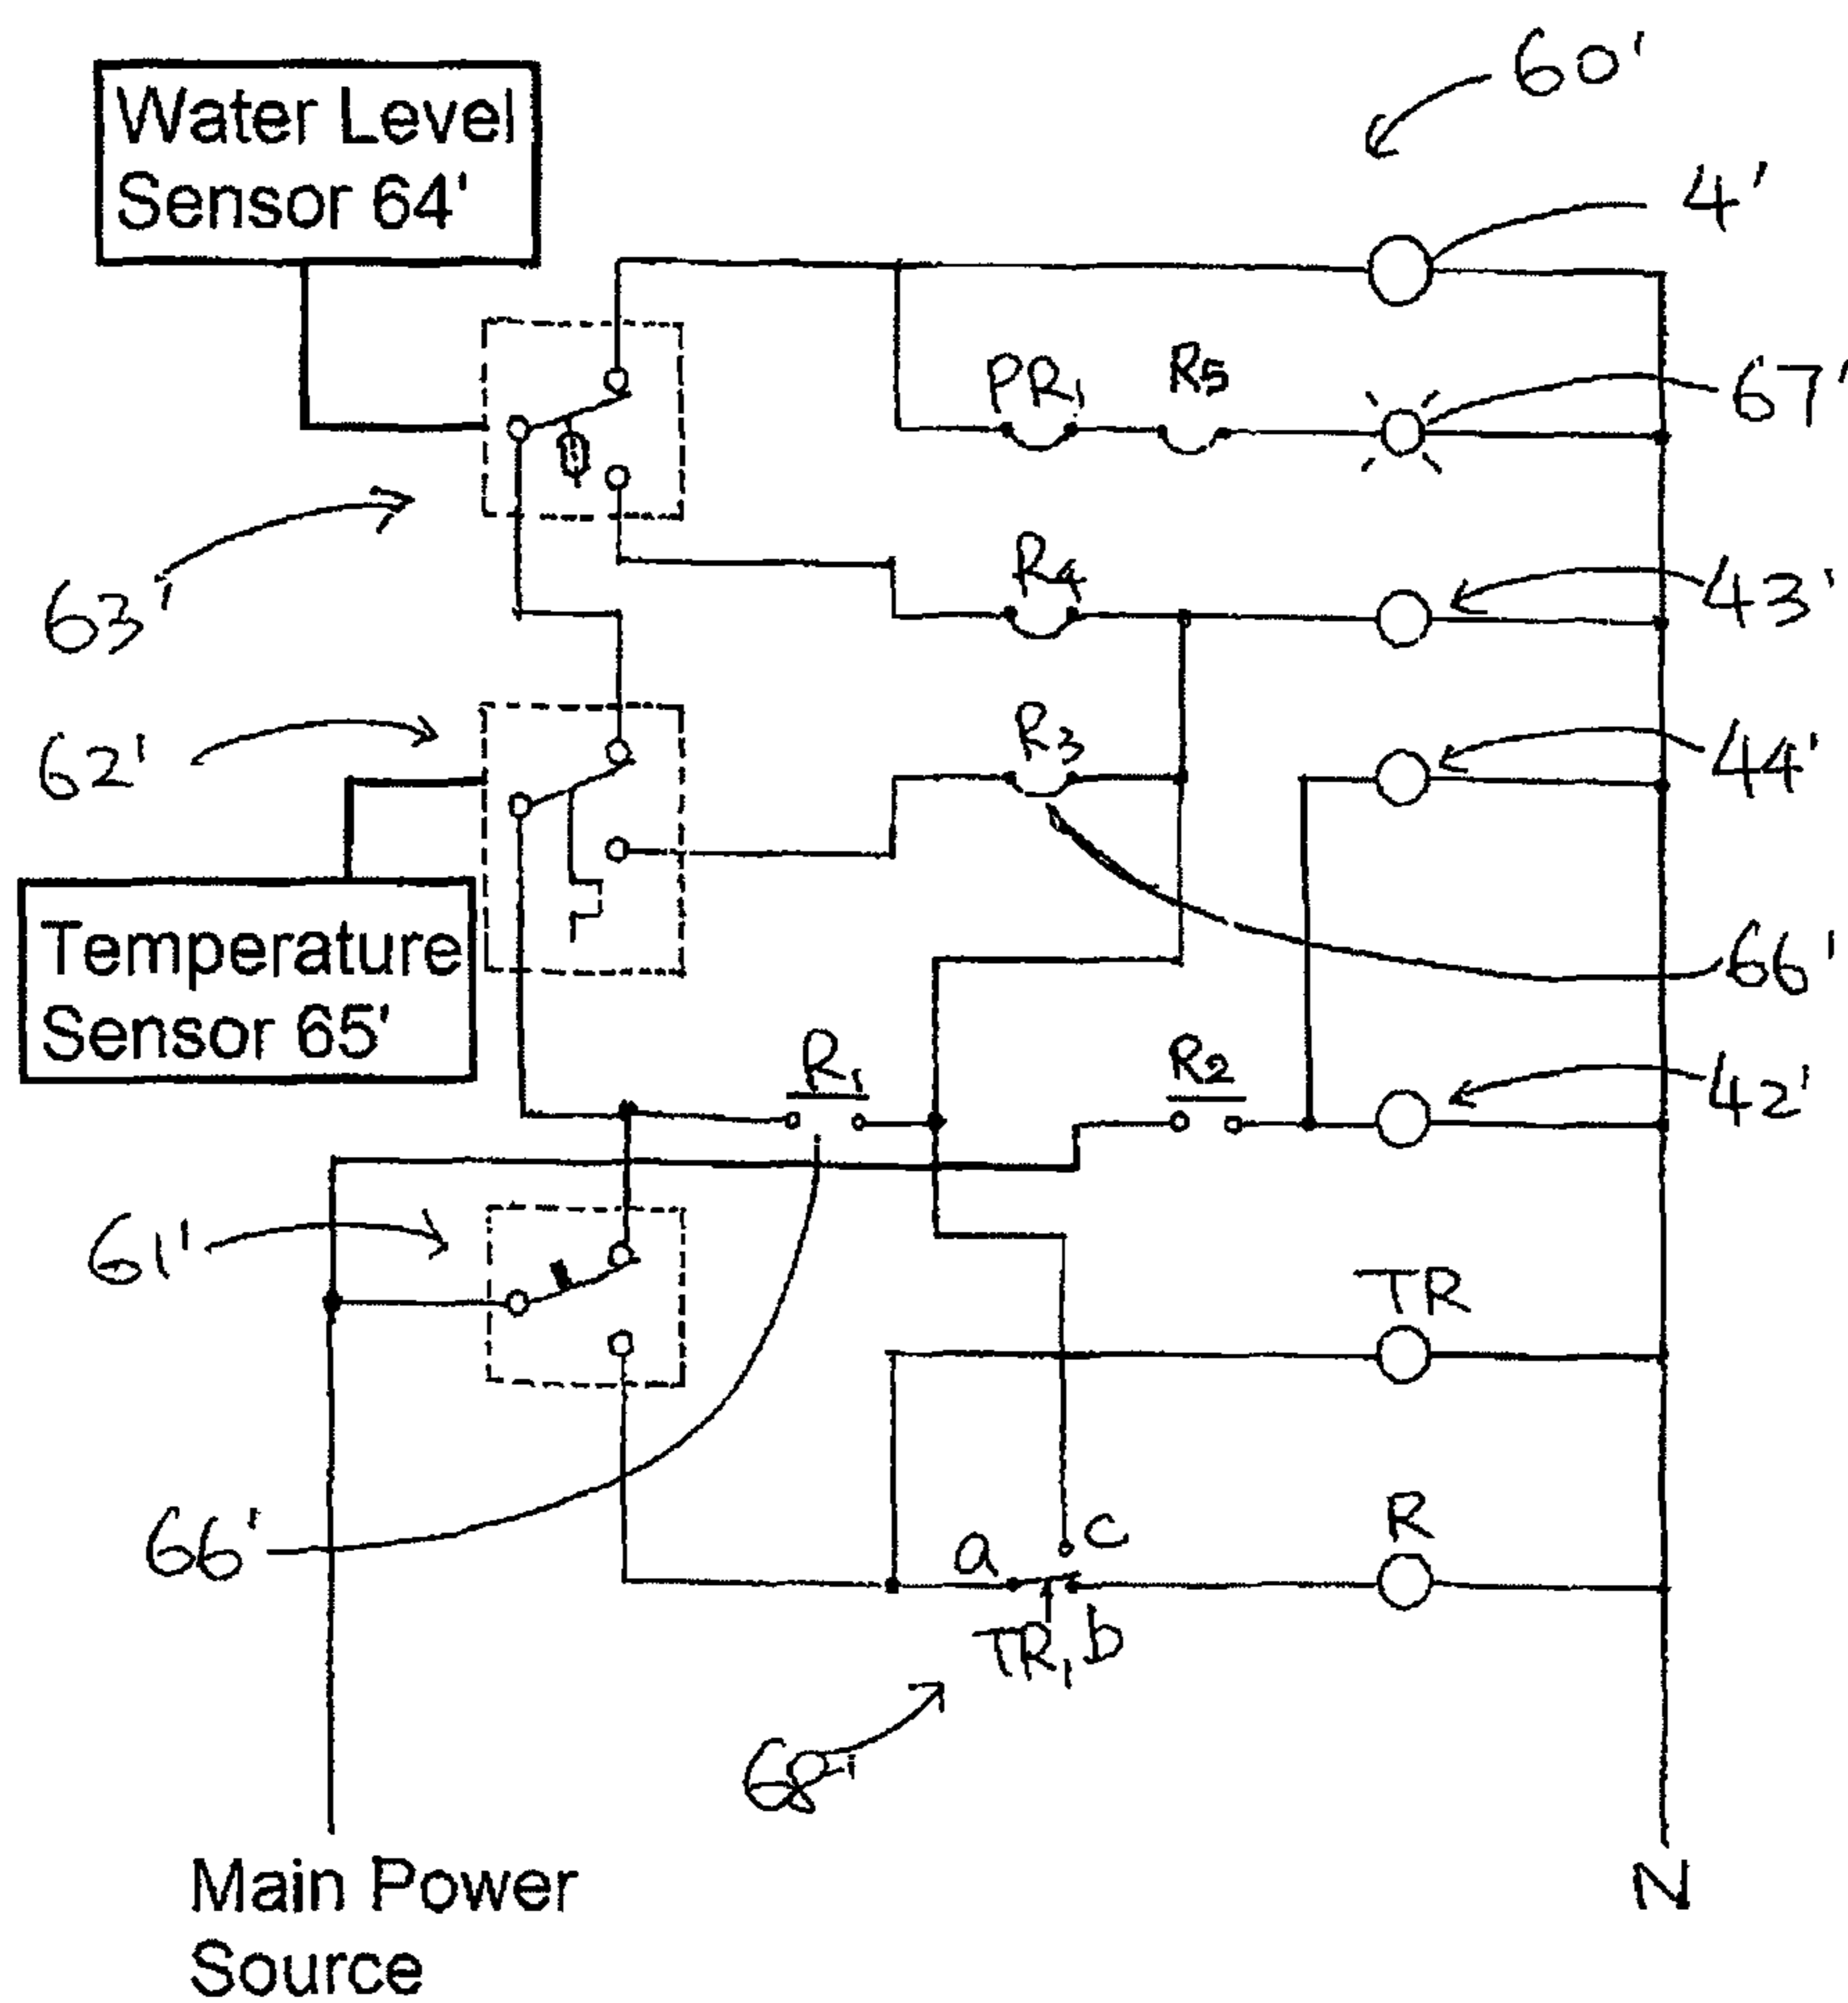 60'
Water Level
Sensor 64'
4'
PR1
R5
67'
R4
43'
63'
R3
44'
62'
Temperature
Sensor 65'
66'
R1
R2
42'
61'
TR
66'
R
a
c
TR1
b
68'
Main Power
Source
N